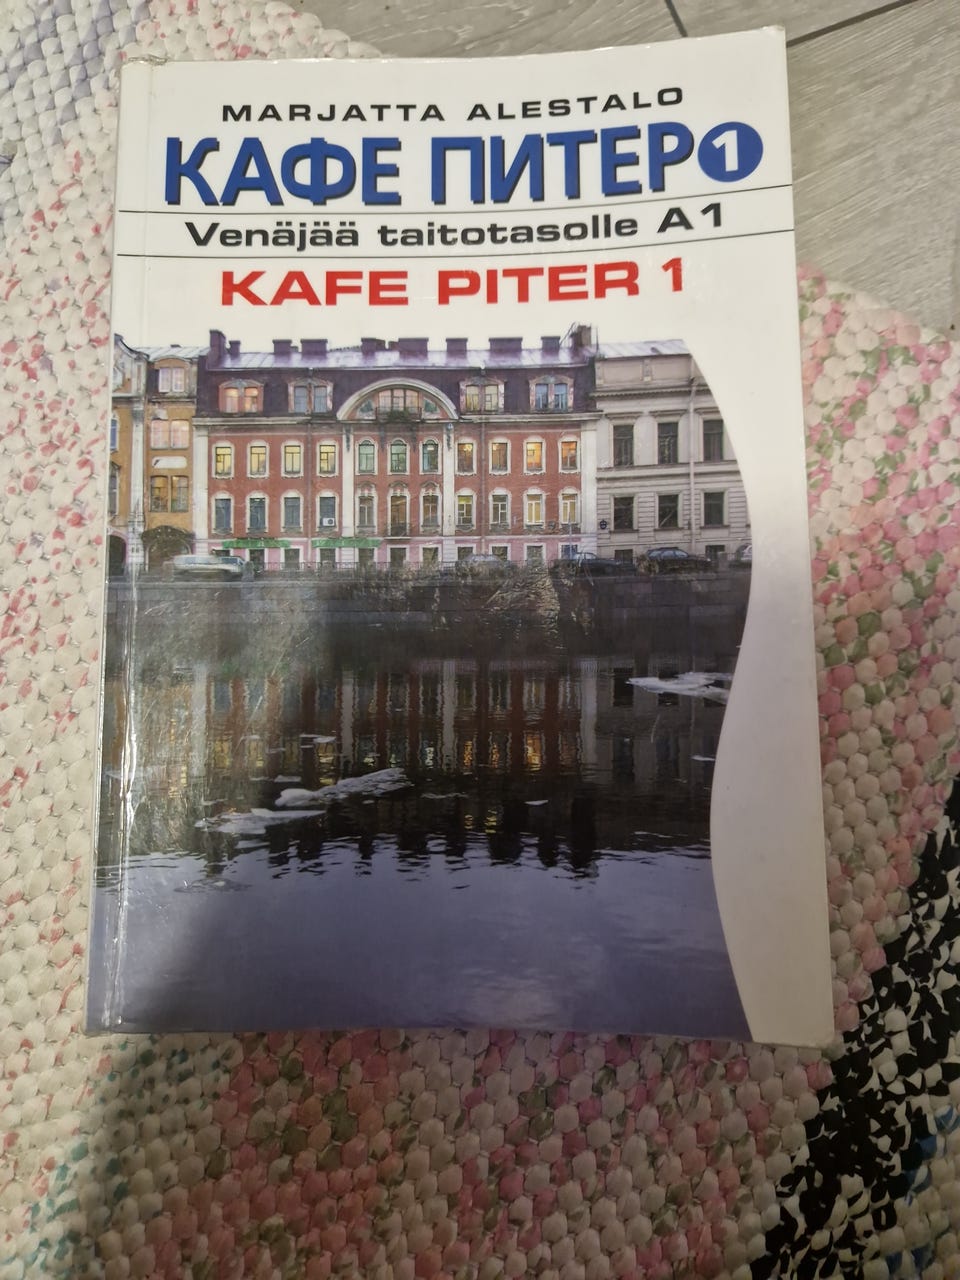 MARJATTA ALESTALO
КАФЕ ПИТЕР 1
Venäjää taitotasolle A1
KAFE PITER 1